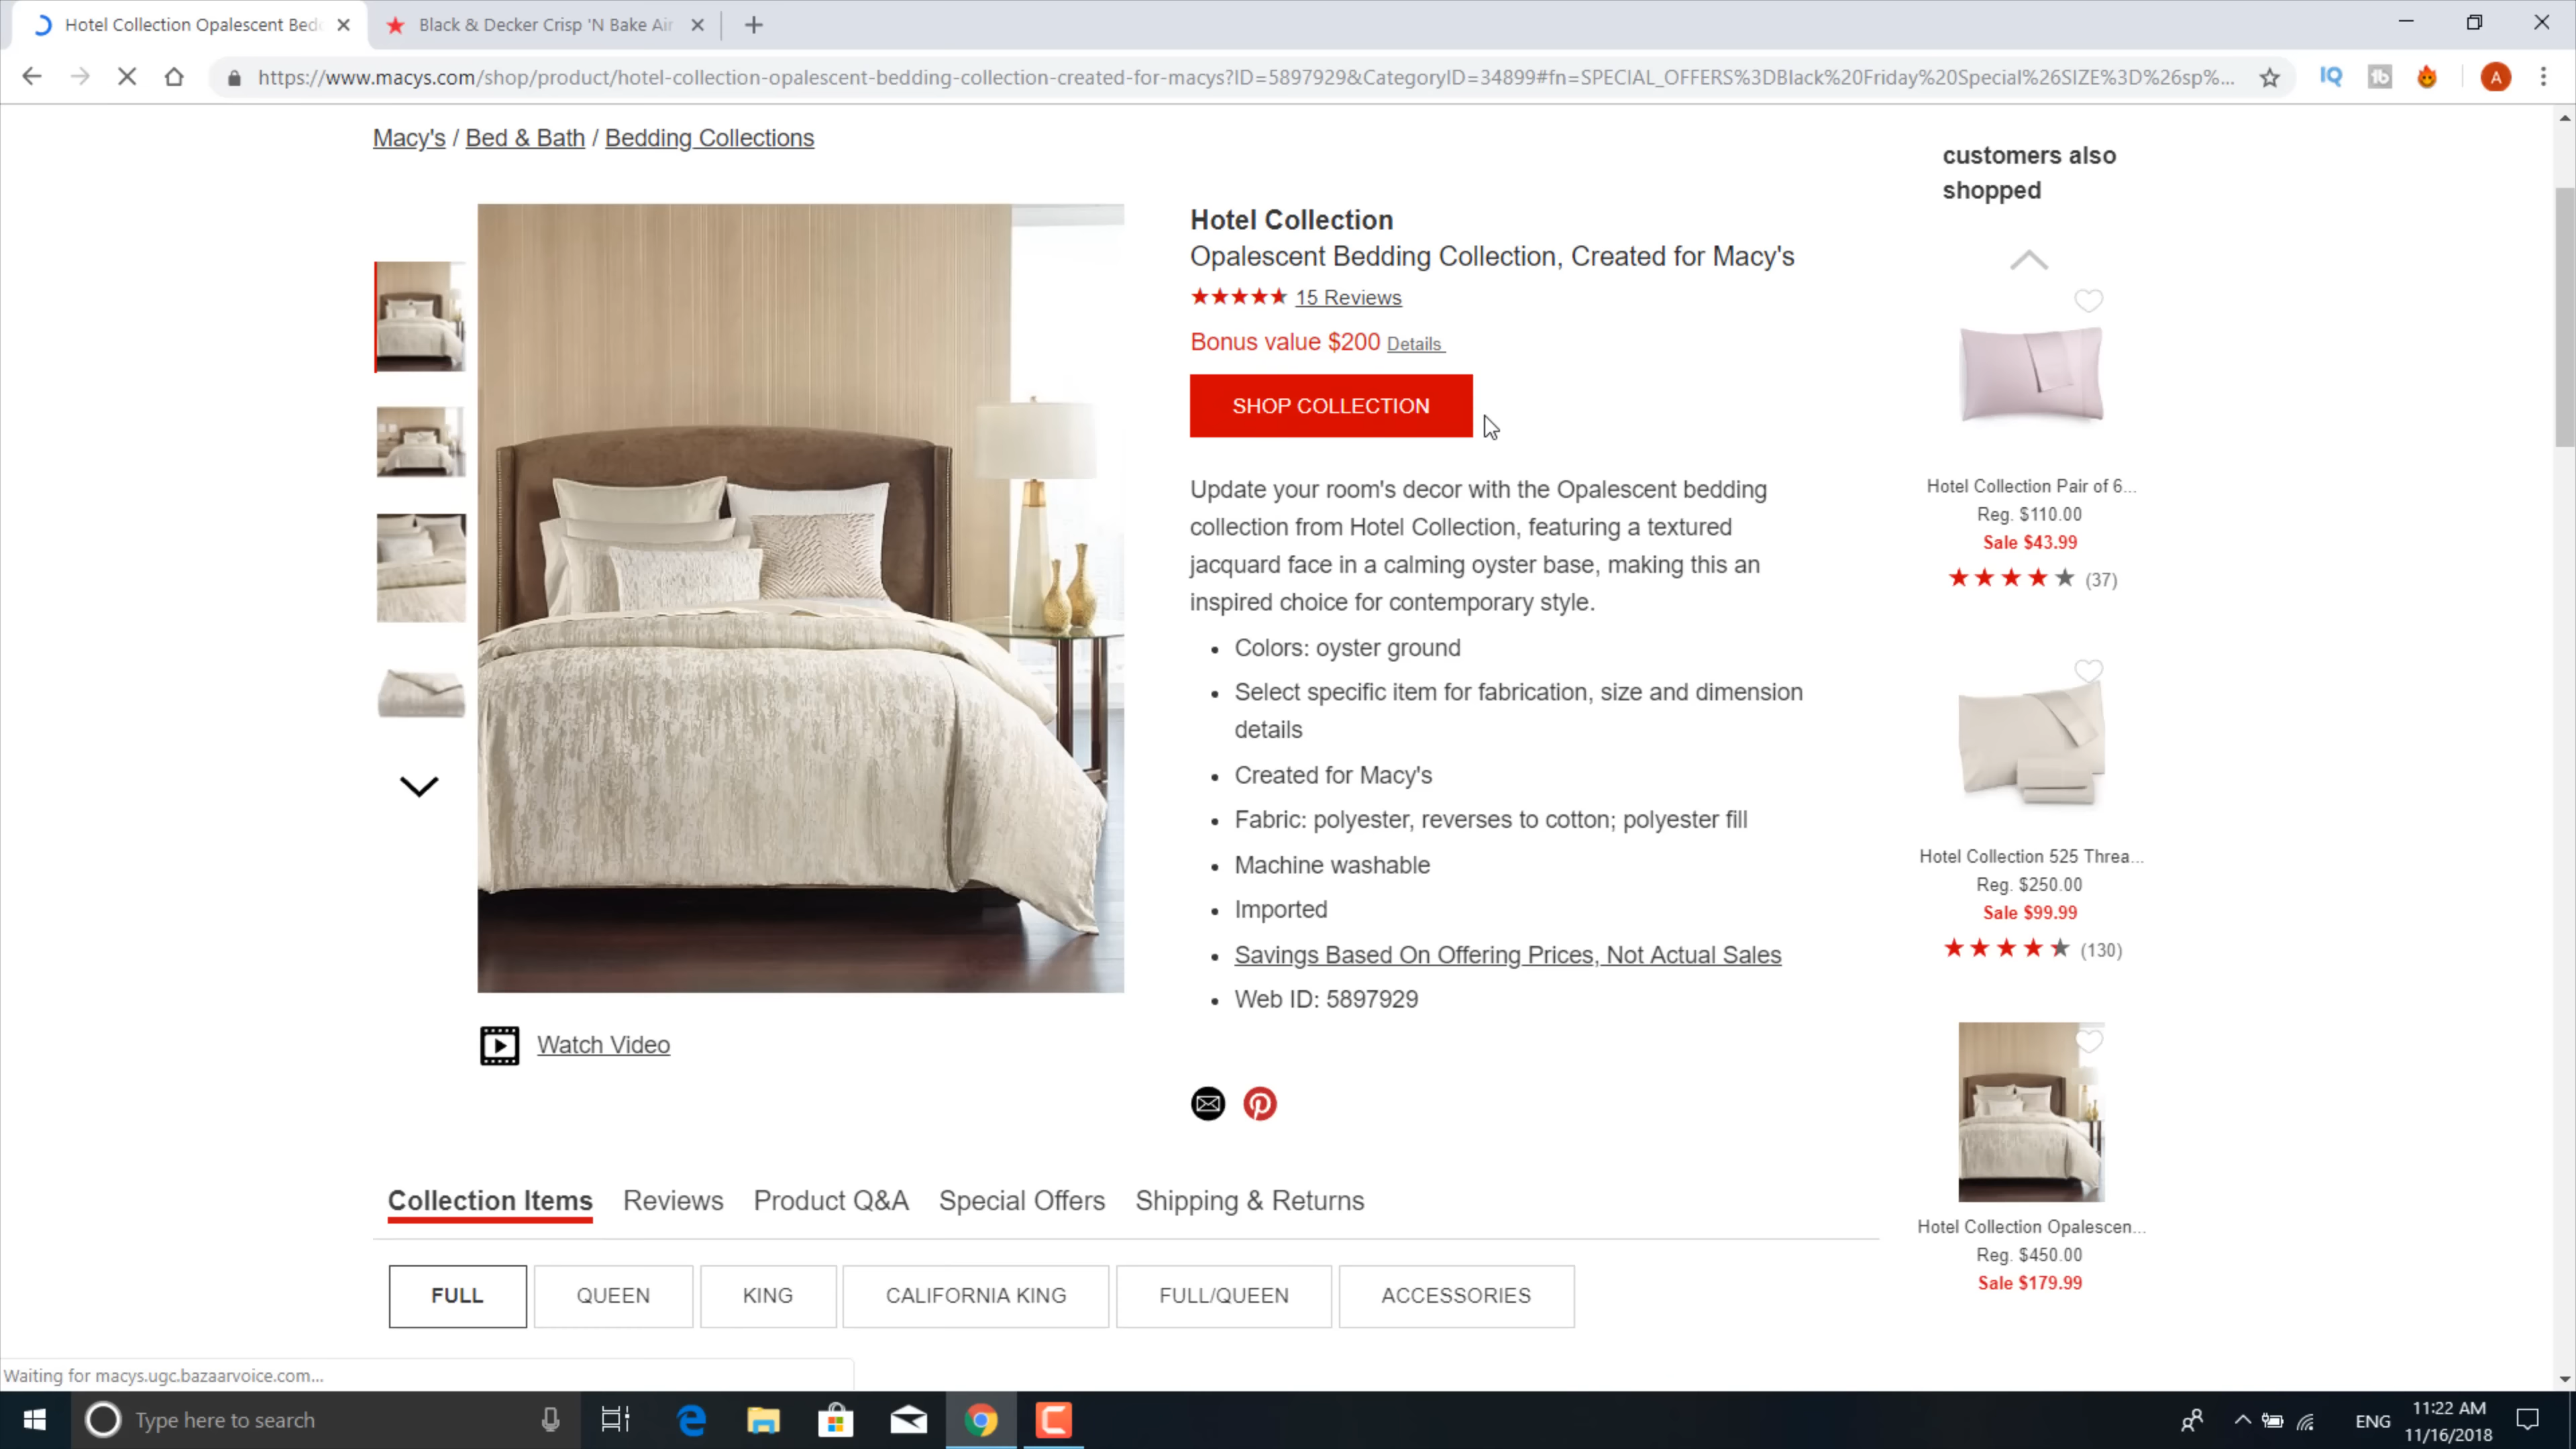 Hotel Collection Opalescent Bed
Black & Decker Crisp 'N Bake Air
https://www.macys.com/shop/product/hotel-collection-opalescent-bedding-collection-created-for-macys?ID=5897929&CategoryID=34899#fn=SPECIAL_OFFERS%3DBlack%20Friday%20Special%26SIZE%3D%26sp%...
IQ
tb
A
Macy's / Bed & Bath / Bedding Collections
customers also
shopped
Hotel Collection
Opalescent Bedding Collection, Created for Macy's
15 Reviews
Bonus value $200 Details
SHOP COLLECTION
Update your room's decor with the Opalescent bedding
collection from Hotel Collection, featuring a textured
jacquard face in a calming oyster base, making this an
inspired choice for contemporary style.
• Colors: oyster ground
• Select specific item for fabrication, size and dimension
details
• Created for Macy's
• Fabric: polyester, reverses to cotton; polyester fill
• Machine washable
• Imported
• Savings Based On Offering Prices, Not Actual Sales
• Web ID: 5897929
Watch Video
Hotel Collection Pair of 6...
Reg. $110.00
Sale $43.99
(37)
Hotel Collection 525 Threa...
Reg. $250.00
Sale $99.99
(130)
Hotel Collection Opalescen...
Reg. $450.00
Sale $179.99
Collection Items
Reviews
Product Q&A
Special Offers
Shipping & Returns
FULL
QUEEN
KING
CALIFORNIA KING
FULL/QUEEN
ACCESSORIES
Waiting for macys.ugc.bazaarvoice.com...
Type here to search
ENG
11:22 AM
11/16/2018